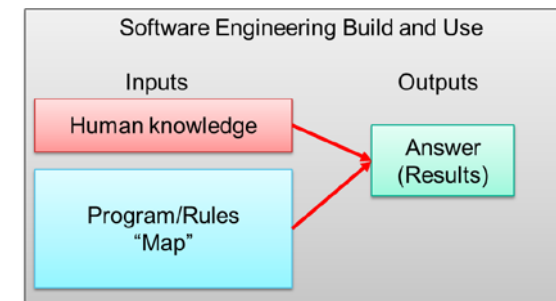 Software Engineering Build and Use
Inputs
Outputs
Human knowledge
Program/Rules
“Map”
Answer
(Results)